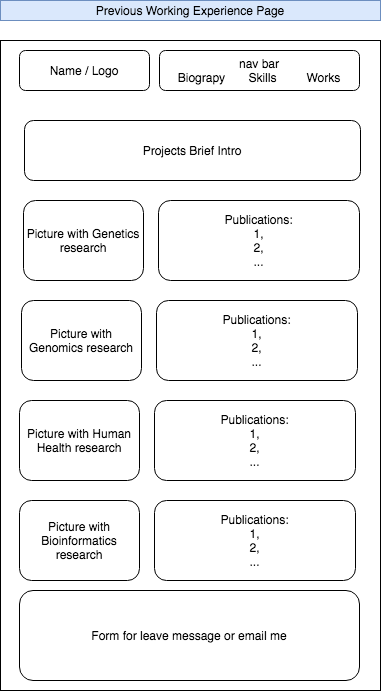 Previous Working Experience Page
Name / Logo
nav bar
Biograpy Skills Works
Projects Brief Intro
Picture with Genetics
research
Publications:
1,
2,
...
Picture with
Genomics research
Publications:
1,
2,
...
Picture with Human
Health research
Publications:
1,
2,
...
Picture with
Bioinformatics
research
Publications:
1,
2,
...
Form for leave message or email me